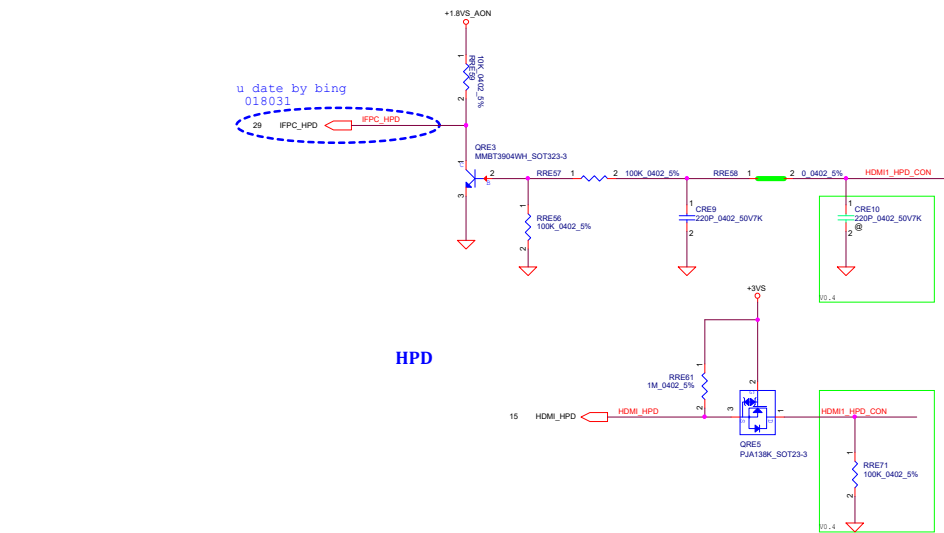 +1.8VS_AON
1
RRE59
10K_0402_5%
2
u date by bing
018031
29 IFPC_HPD IFPC_HPD
QRE3
MMBT3904WH_SOT323-3
1
2 RRE57 1 2 100K_0402_5% RRE58 1 2 0_0402_5% HDMI1_HPD_CON
3
1
RRE56
100K_0402_5%
2
1
CRE9
220P_0402_50V7K
2
1
CRE10
220P_0402_50V7K
2 @
V0.4
+3VS
HPD
1
RRE61
1M_0402_5%
2
2
15 HDMI_HPD HDMI_HPD 3 1 HDMI1_HPD_CON
QRE5
PJA138K_SOT23-3
1
RRE71
100K_0402_5%
2
V0.4